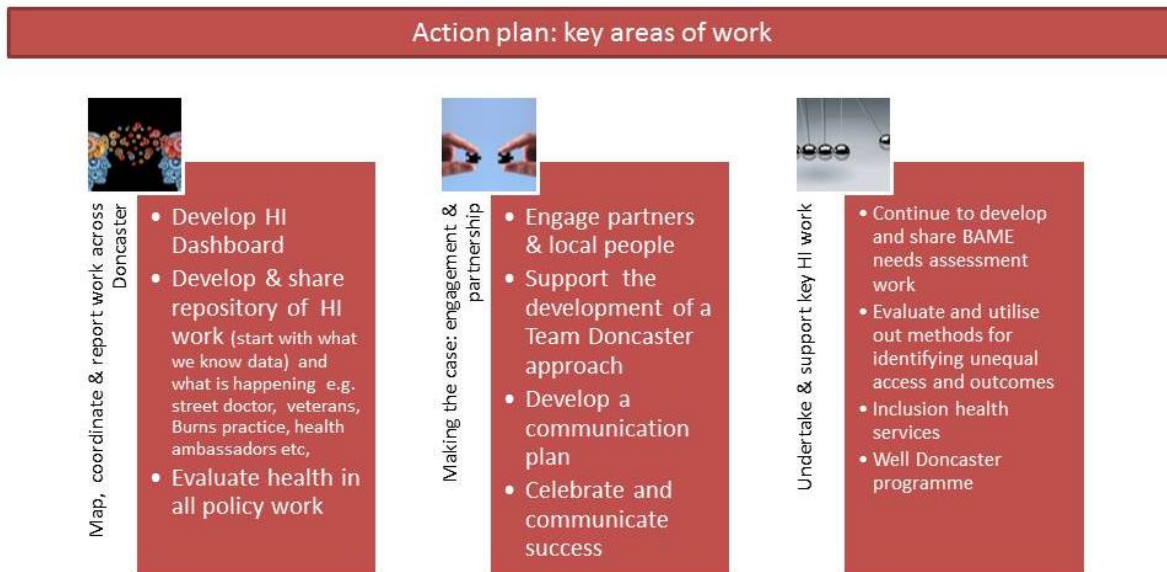 Action plan: key areas of work
Map, coordinate & report work across
Doncaster
• Develop HI
Dashboard
• Develop & share
repository of HI
work (start with what
we know data) and
what is happening e.g.
street doctor, veterans,
Burns practice, health
ambassadors etc,
• Evaluate health in
all policy work
Making the case: engagement &
partnership
• Engage partners
& local people
• Support the
development of a
Team Doncaster
approach
• Develop a
communication
plan
• Celebrate and
communicate
success
Undertake & support key HI work
• Continue to develop
and share BAME
needs assessment
work
• Evaluate and utilise
out methods for
identifying unequal
access and outcomes
• Inclusion health
services
• Well Doncaster
programme